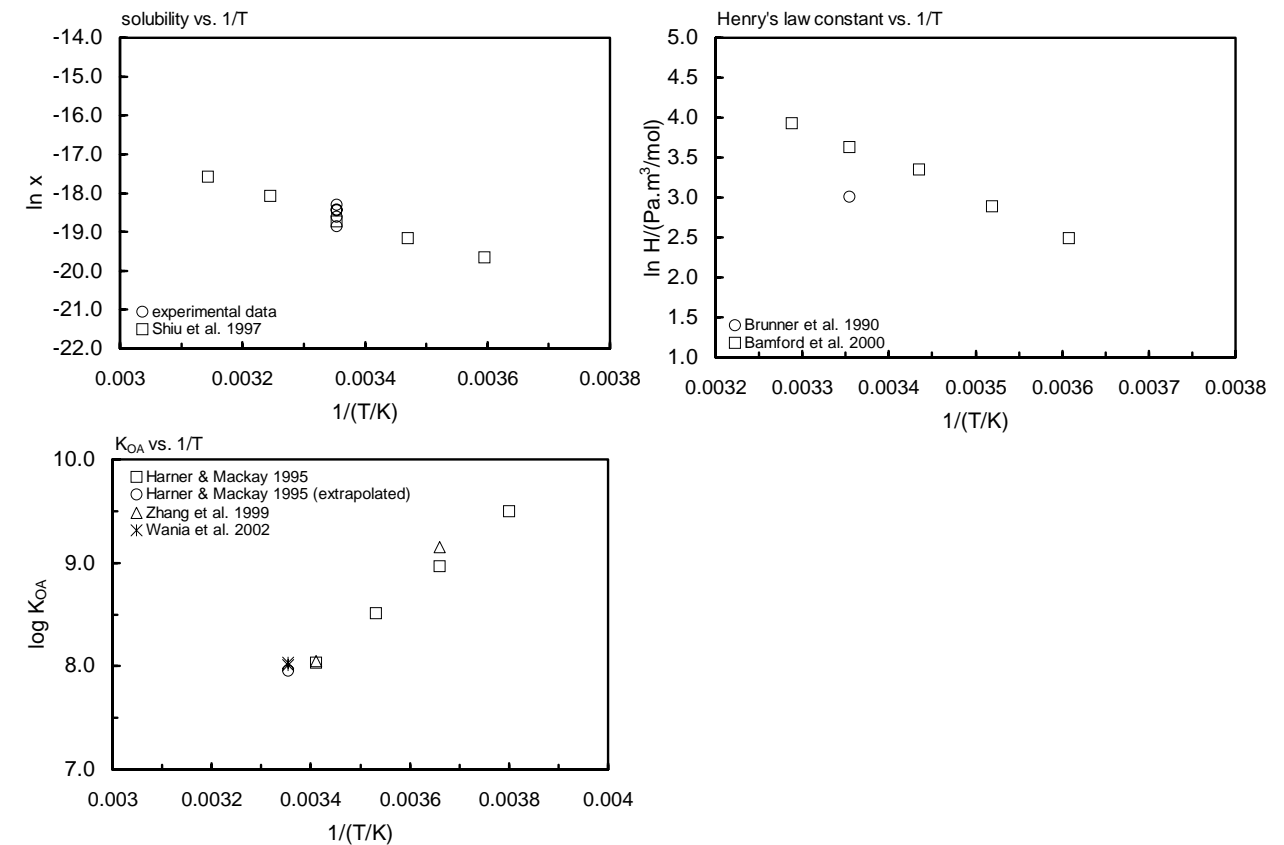 solubility vs. 1/T
-14.0
-15.0
-16.0
-17.0
-18.0
-19.0
-20.0
-21.0
-22.0
ln x
experimental data
Shiu et al. 1997
0.003 0.0032 0.0034 0.0036 0.0038
1/(T/K)
Henry's law constant vs. 1/T
5.0
4.5
4.0
3.5
3.0
2.5
2.0
1.5
1.0
ln H/(Pa.m³/mol)
Brunner et al. 1990
Bamford et al. 2000
0.0032 0.0033 0.0034 0.0035 0.0036 0.0037 0.0038
1/(T/K)
K_OA vs. 1/T
10.0
9.0
8.0
7.0
log K_OA
Harner & Mackay 1995
Harner & Mackay 1995 (extrapolated)
Zhang et al. 1999
Wania et al. 2002
0.003 0.0032 0.0034 0.0036 0.0038 0.004
1/(T/K)